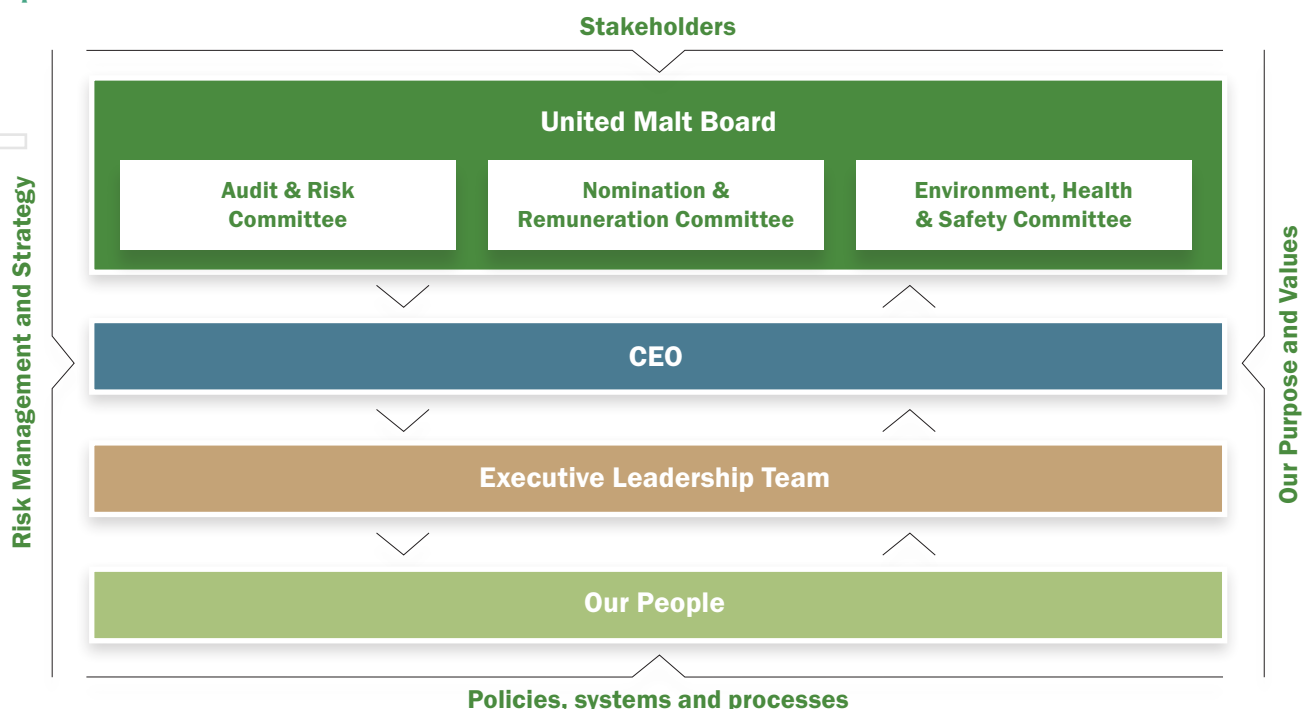 Stakeholders
United Malt Board
Audit & Risk
Committee
Nomination &
Remuneration Committee
Environment, Health
& Safety Committee
Risk Management and Strategy
Our Purpose and Values
CEO
Executive Leadership Team
Our People
Policies, systems and processes